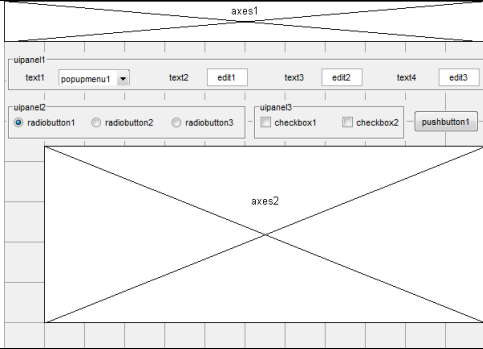 axes1
uipanel1
text1 popupmenu1 text2 edit1 text3 edit2 text4 edit3
uipanel2 uipanel3
radiobutton1 radiobutton2 radiobutton3 checkbox1 checkbox2 pushbutton1
axes2